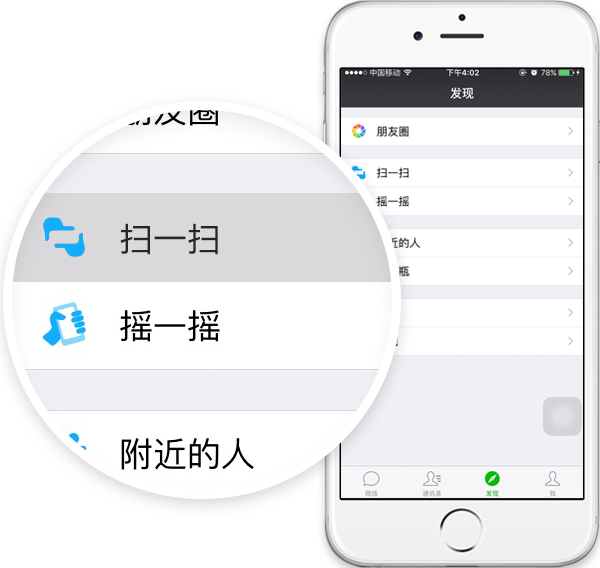 朋友圈
扫一扫
摇一摇
附近的人
中国移动
下午4:02
78%
发现
朋友圈
扫一扫
摇一摇
近的人
瓶
微信
通讯录
发现
我